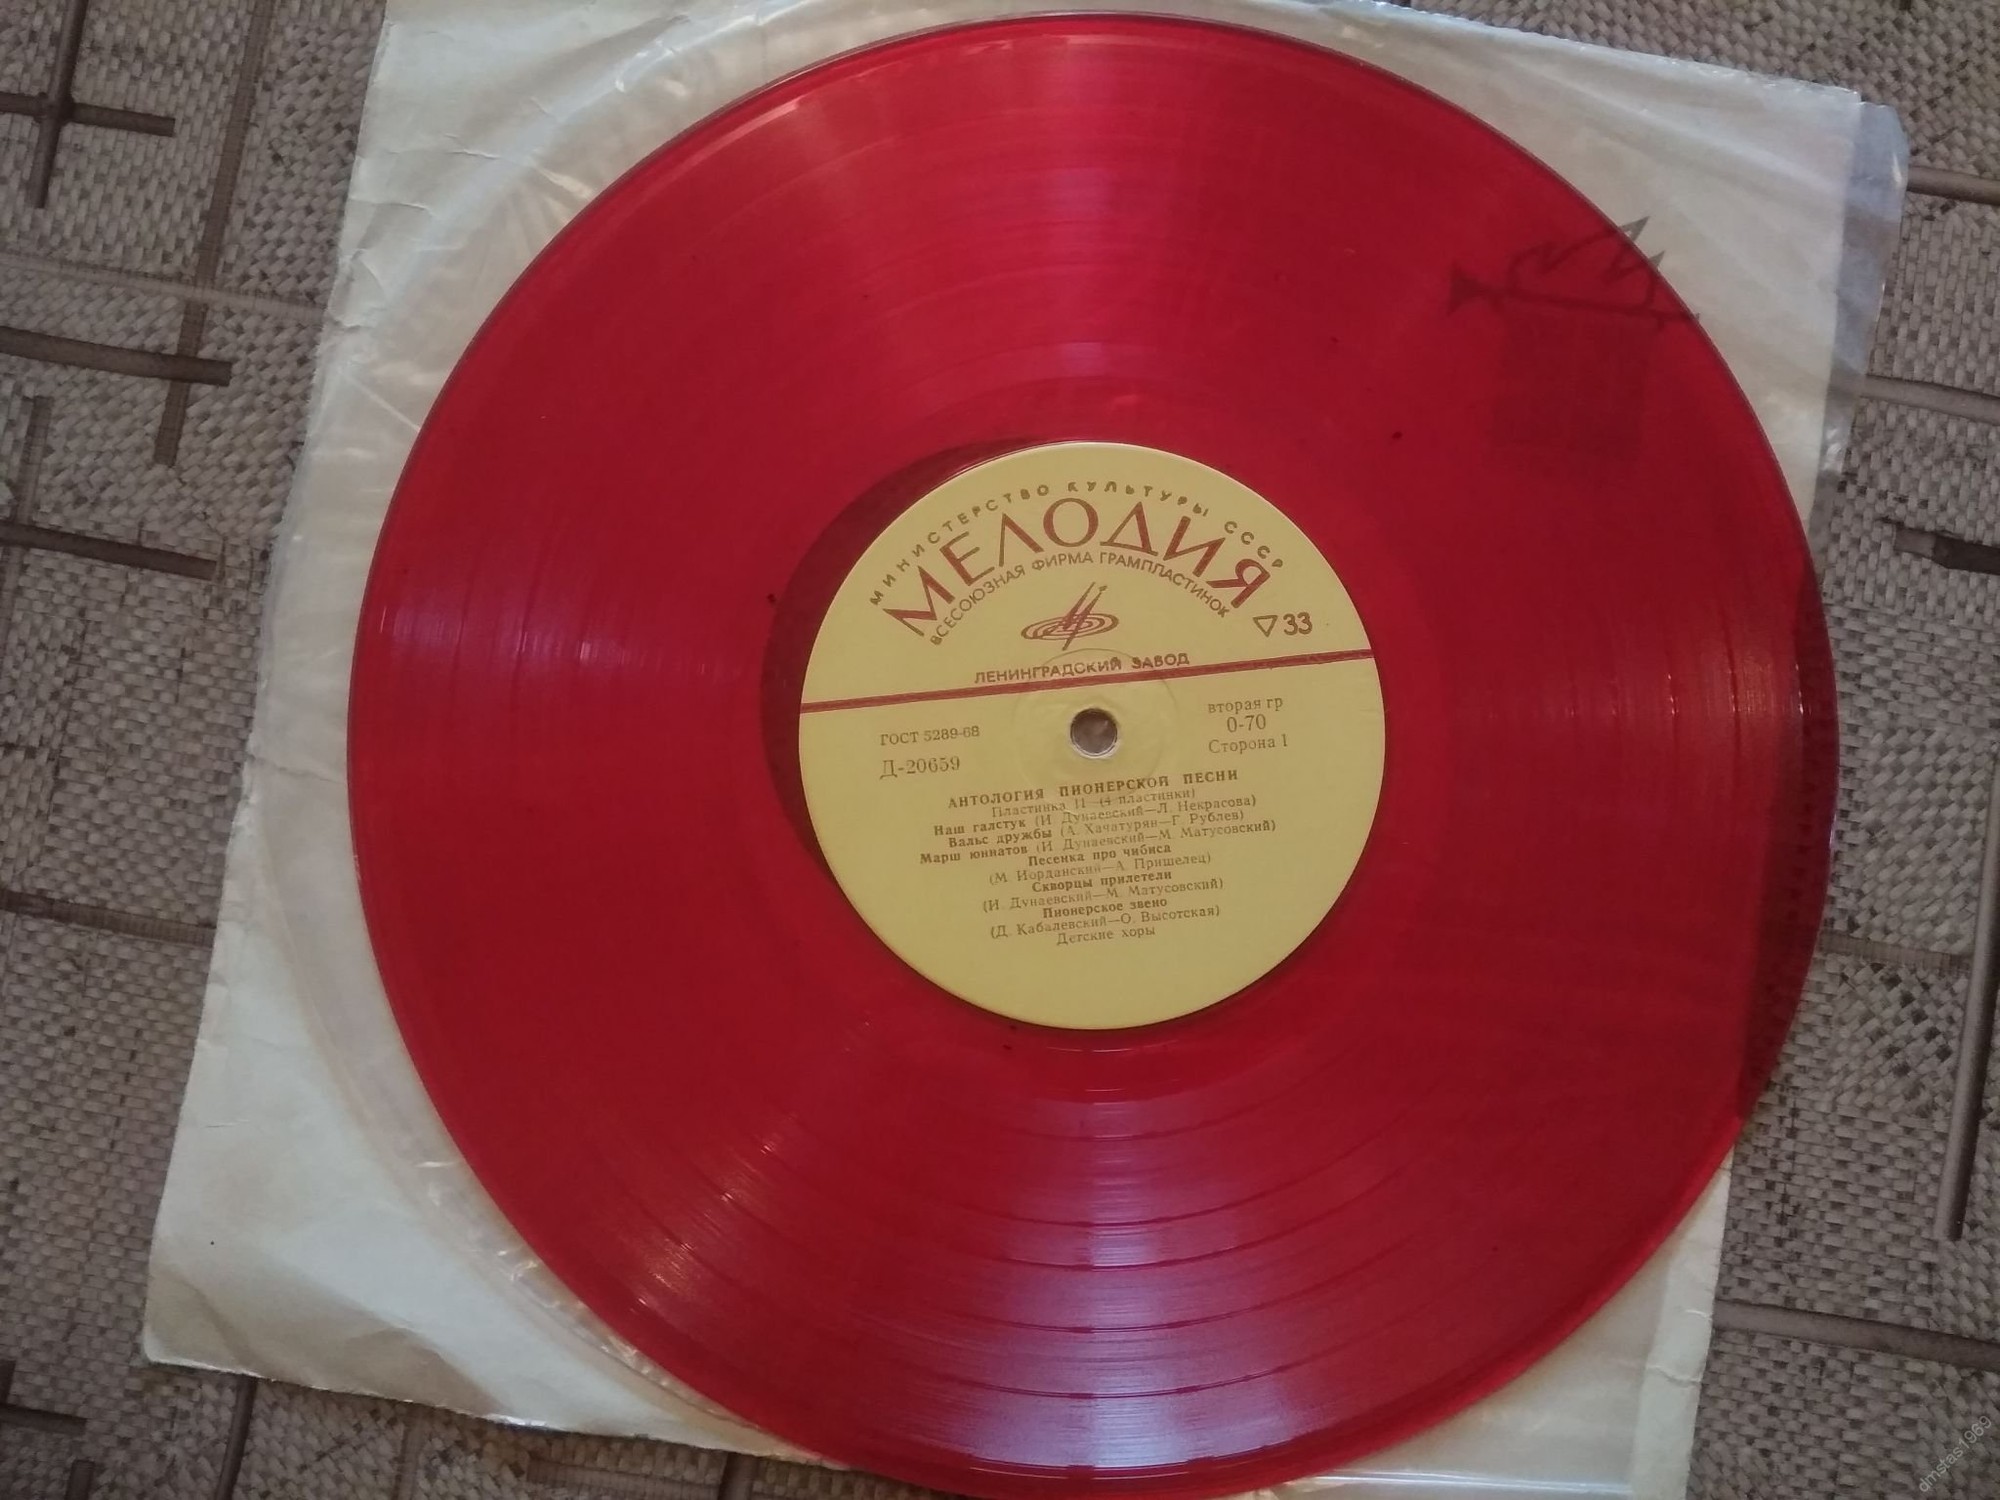 МИНИСТЕРСТВО КУЛЬТУРЫ СССР
МЕЛОДИЯ
ВСЕСОЮЗНАЯ ФИРМА ГРАМПЛАСТИНОК
33
ЛЕНИНГРАДСКИЙ ЗАВОД
ГОСТ 5289-68
Д-20659
вторая гр
0-70
Сторона 1
АНТОЛОГИЯ ПИОНЕРСКОЙ ПЕСНИ
Пластинка II (4 пластинки)
Наш галстук (И. Дунаевский—Л. Некрасова)
Вальс дружбы (А. Хачатурян—Г. Рублев)
Марш юннатов (И. Дунаевский—М. Матусовский)
Песенка про чибиса
(М. Иорданский—А. Пришелец)
Скворцы прилетели
(И. Дунаевский—М. Матусовский)
Пионерское звено
(Д. Кабалевский—О. Высотская)
Детские хоры
dmstas1969